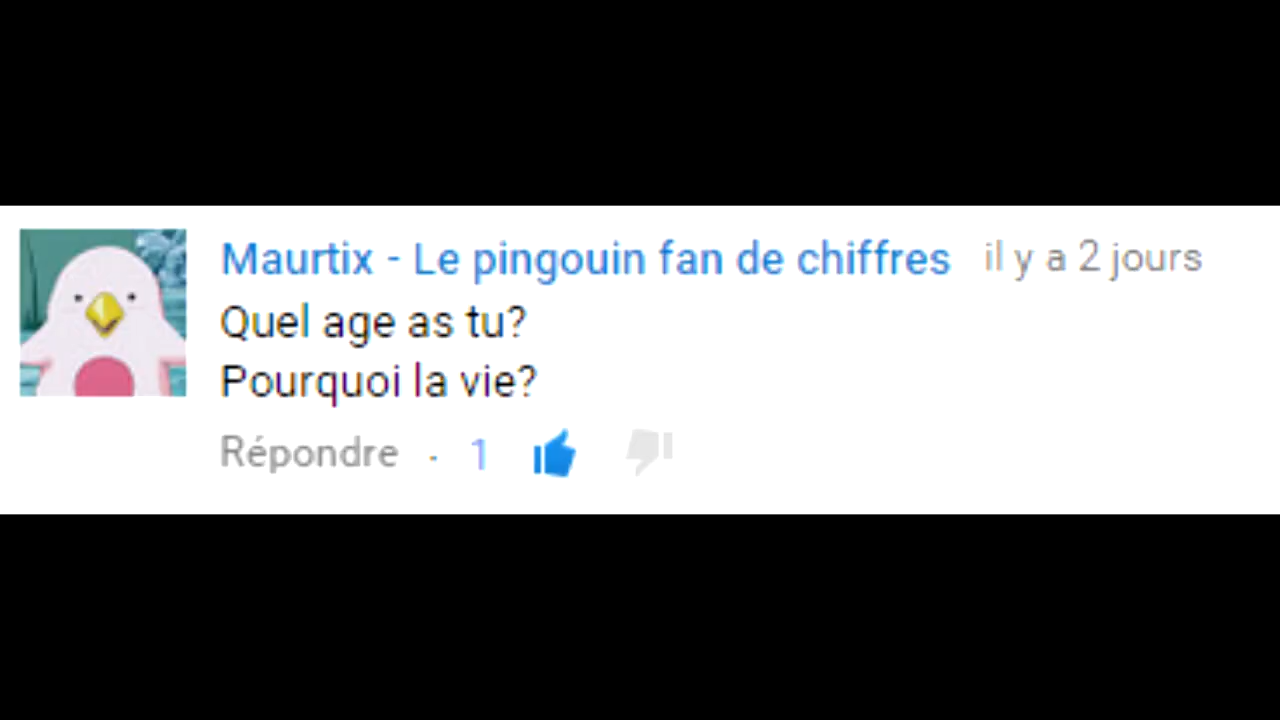 Maurtix - Le pingouin fan de chiffres il y a 2 jours
Quel age as tu?
Pourquoi la vie?
Répondre · 1